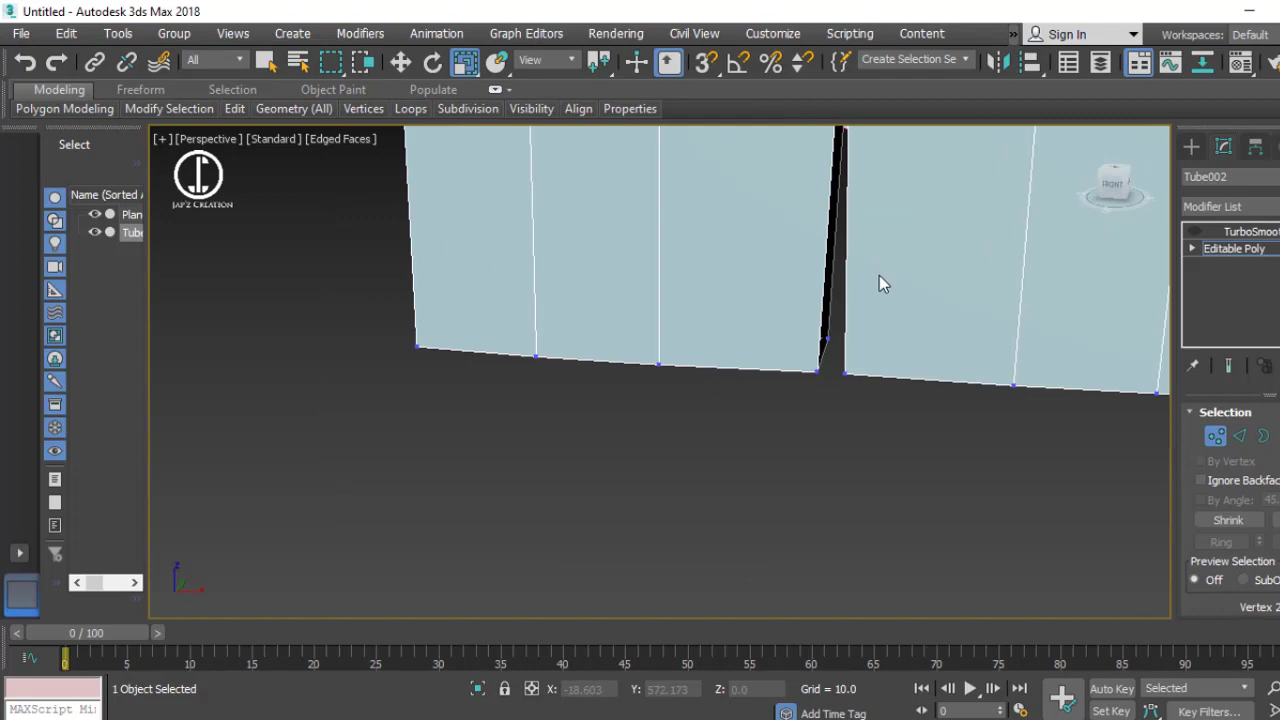 Untitled - Autodesk 3ds Max 2018
File Edit Tools Group Views Create Modifiers Animation Graph Editors Rendering Civil View Customize Scripting Content » Sign In Workspaces: Default
All View 3 Create Selection Se
Modeling Freeform Selection Object Paint Populate
Polygon Modeling Modify Selection Edit Geometry (All) Vertices Loops Subdivision Visibility Align Properties
Select
[+] [Perspective] [Standard] [Edged Faces]
JAP'Z CREATION
FRONT
Name (Sorted A
Plan
Tube
Tube002
Modifier List
TurboSmoot
Editable Poly
Selection
By Vertex
Ignore Backfac
By Angle: 45.
Shrink
Ring
Preview Selection
Off SubO
Vertex 2
z
0 / 100
0 5 10 15 20 25 30 35 40 45 50 55 60 65 70 75 80 85 90 95
1 Object Selected X: -18.603 Y: 572.173 Z: 0.0 Grid = 10.0 Auto Key Selected
MAXScript Mi Add Time Tag 0 Set Key Key Filters...